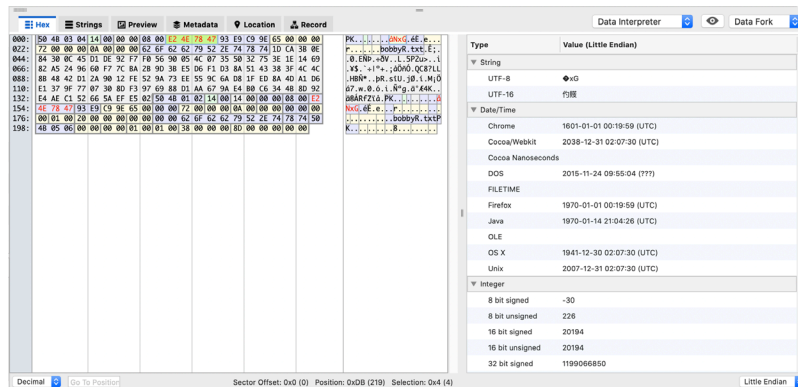 Hex Strings Preview Metadata Location Record Data Interpreter Data Fork
000: 50 4B 03 04 14 00 00 00 08 00 E2 4E 78 47 93 E9 C9 9E 65 00 00 00 PK........âNxG.éÉ.e...
022: 72 00 00 00 0A 00 00 00 62 6F 62 62 79 52 2E 74 78 74 1D CA 3B 0E r.......bobbyR.txt.Ê;.
044: 84 30 0C 45 D1 DE 92 F7 F0 56 90 05 4C 07 35 50 32 75 3E 1E 14 69
066: 82 A5 24 96 60 F7 7C BA 2B 9D 3B E5 D6 F1 D3 8A 51 43 38 3F 4C 4C
088: 8B 48 42 D1 2A 90 12 FE 52 9A 73 EE 55 9C 6A D8 1F ED 8A 4D A1 D6
110: E1 37 9F 77 07 30 8D F3 97 69 88 D1 AA 67 9A E4 B0 C6 34 4B 8D 92
132: E4 AE C1 52 66 5A EF E5 02 50 4B 01 02 14 00 14 00 00 00 08 00 E2
154: 4E 78 47 93 E9 C9 9E 65 00 00 00 72 00 00 00 0A 00 00 00 00 00 00 NxG.éÉ.e...r..........
176: 00 01 00 20 00 00 00 00 00 00 00 62 6F 62 62 79 52 2E 74 78 74 50 ... .......bobbyR.txtP
198: 4B 05 06 00 00 00 00 01 00 01 00 38 00 00 00 8D 00 00 00 00 00 K..........8.........
Type Value (Little Endian)
String
UTF-8 �xG
UTF-16
Date/Time
Chrome 1601-01-01 00:19:59 (UTC)
Cocoa/Webkit 2038-12-31 02:07:30 (UTC)
Cocoa Nanoseconds
DOS 2015-11-24 09:55:04 (???)
FILETIME
Firefox 1970-01-01 00:19:59 (UTC)
Java 1970-01-14 21:04:26 (UTC)
OLE
OS X 1941-12-30 02:07:30 (UTC)
Unix 2007-12-31 02:07:30 (UTC)
Integer
8 bit signed -30
8 bit unsigned 226
16 bit signed 20194
16 bit unsigned 20194
32 bit signed 1199066850
Decimal Go To Position Sector Offset: 0x0 (0) Position: 0xDB (219) Selection: 0x4 (4) Little Endian